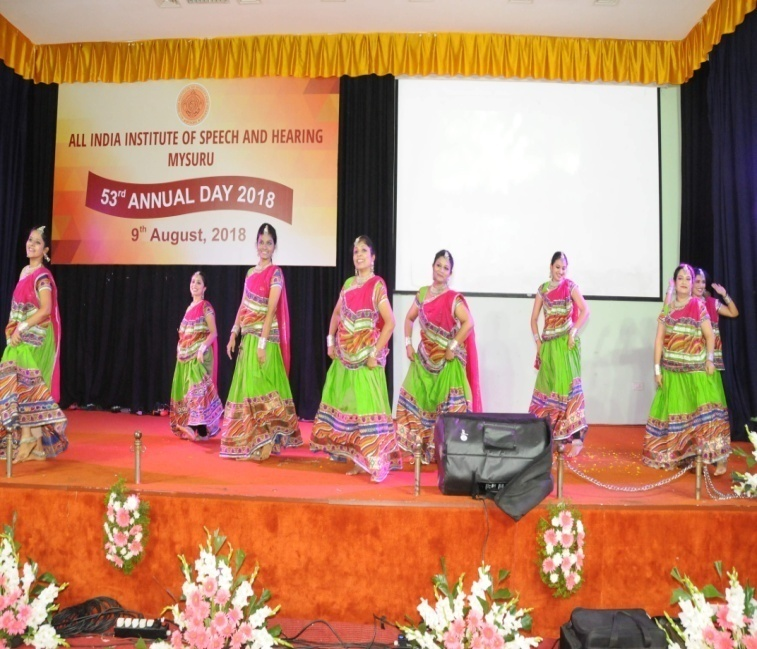 ALL INDIA INSTITUTE OF SPEECH AND HEARING
MYSURU
53rd ANNUAL DAY 2018
9th August, 2018